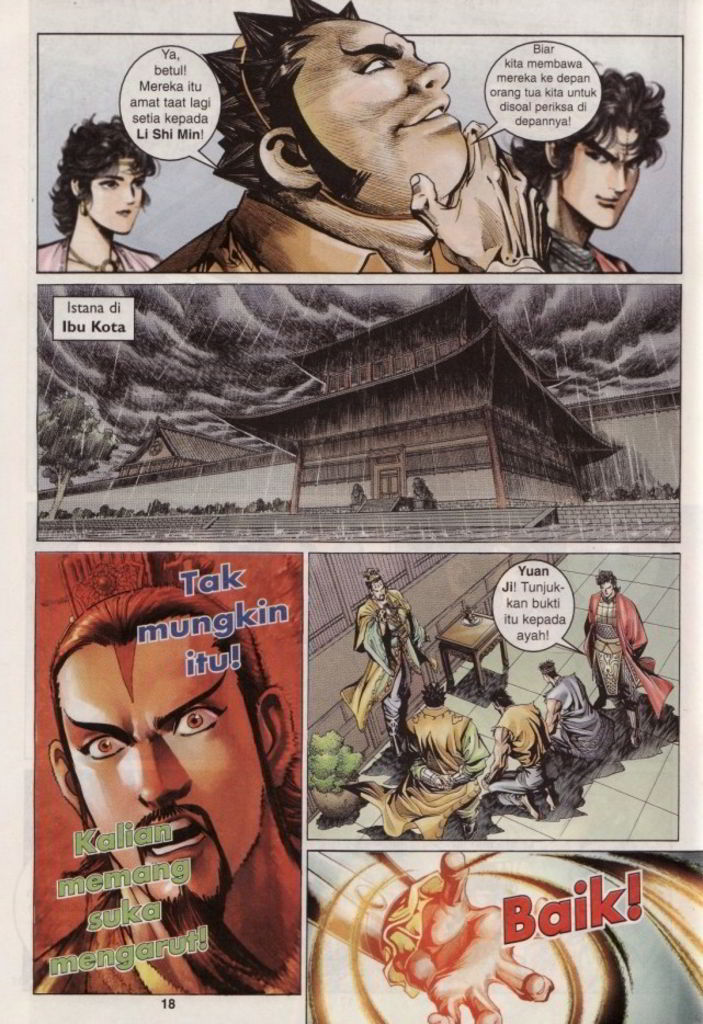 Ya,
betul!
Mereka itu
amat taat lagi
setia kepada
Li Shi Min!
Biar
kita membawa
mereka ke depan
orang tua kita untuk
disoal periksa di
depannya!
Istana di
Ibu Kota
Tak
mungkin
itu!
Kalian
memang
suka
mengarut!
Yuan
Ji! Tunjuk-
kan bukti
itu kepada
ayah!
Baik!
18